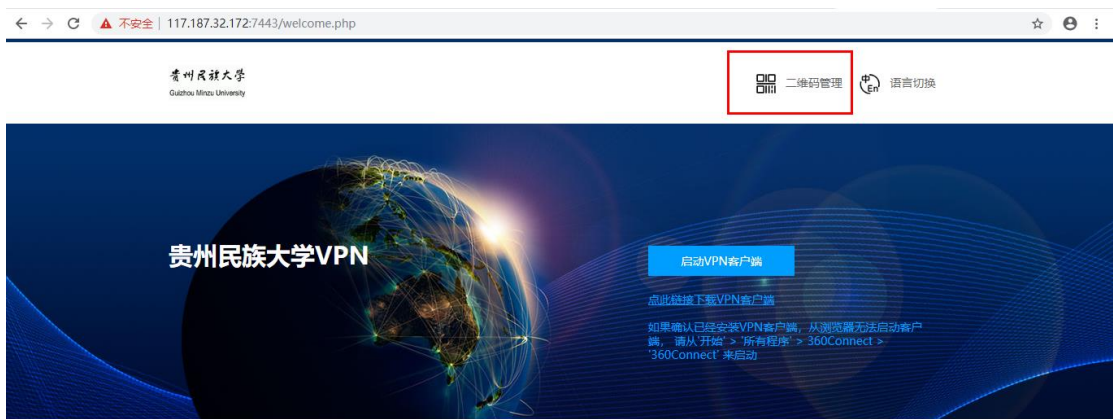 不安全 | 117.187.32.172:7443/welcome.php
贵州民族大学
Guizhou Minzu University
二维码管理
中
En
语言切换
贵州民族大学VPN
启动VPN客户端
点此链接下载VPN客户端
如果确认已经安装VPN客户端，从浏览器无法启动客户
端， 请从'开始' > '所有程序' > 360Connect >
'360Connect' 来启动